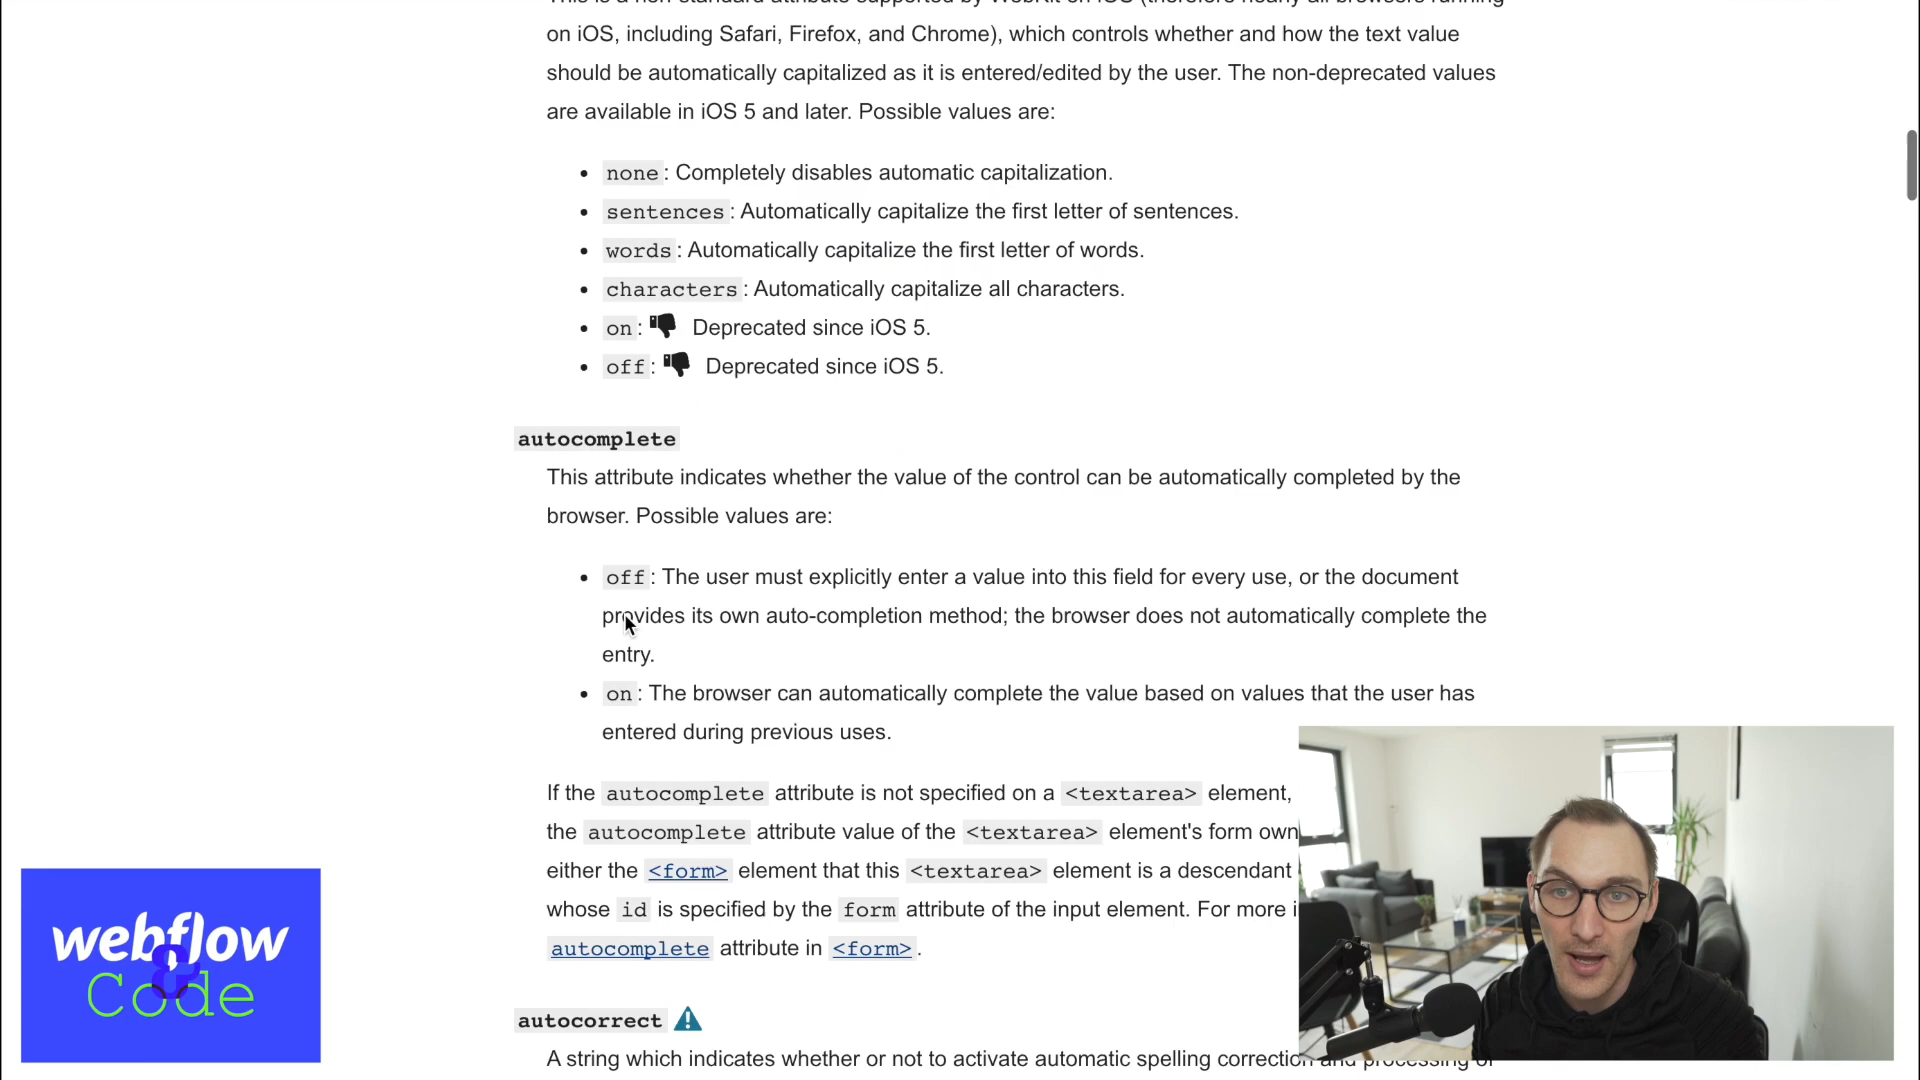 on iOS, including Safari, Firefox, and Chrome), which controls whether and how the text value
should be automatically capitalized as it is entered/edited by the user. The non-deprecated values
are available in iOS 5 and later. Possible values are:
none: Completely disables automatic capitalization.
sentences: Automatically capitalize the first letter of sentences.
words: Automatically capitalize the first letter of words.
characters: Automatically capitalize all characters.
on: Deprecated since iOS 5.
off: Deprecated since iOS 5.
autocomplete
This attribute indicates whether the value of the control can be automatically completed by the
browser. Possible values are:
off: The user must explicitly enter a value into this field for every use, or the document
provides its own auto-completion method; the browser does not automatically complete the
entry.
on: The browser can automatically complete the value based on values that the user has
entered during previous uses.
If the autocomplete attribute is not specified on a <textarea> element,
the autocomplete attribute value of the <textarea> element's form own
either the <form> element that this <textarea> element is a descendant
whose id is specified by the form attribute of the input element. For more i
autocomplete attribute in <form>.
autocorrect
A string which indicates whether or not to activate automatic spelling correction
webflow
&
Code